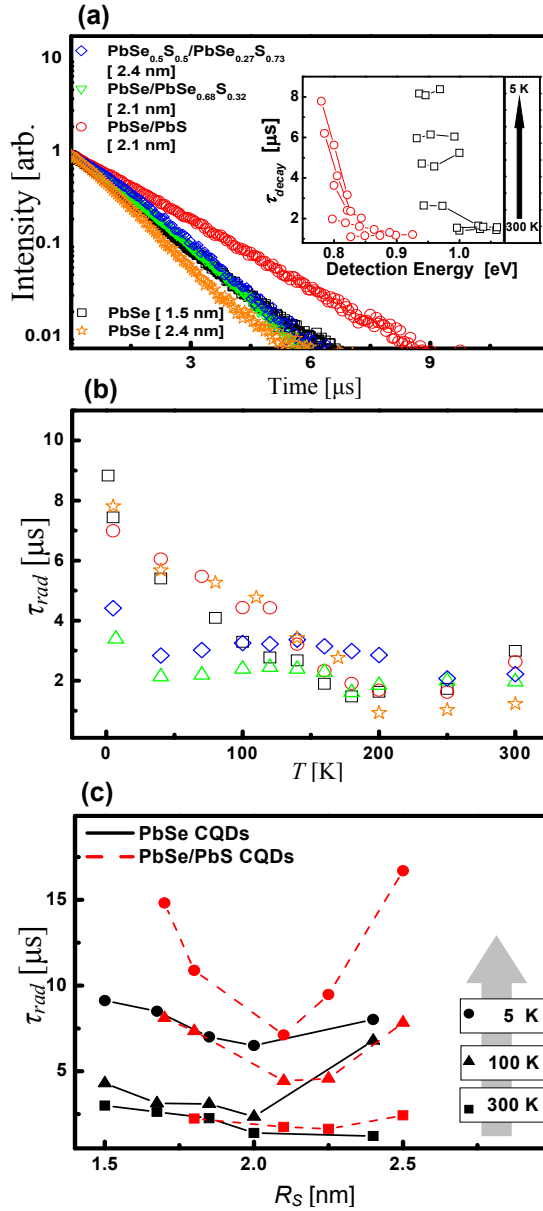 (a)
10
1
0.1
0.01
Intensity [arb.]
PbSe0.5S0.5/PbSe0.27S0.73
[ 2.4 nm]
PbSe/PbSe0.68S0.32
[ 2.1 nm]
PbSe/PbS
[ 2.1 nm]
PbSe [ 1.5 nm]
PbSe [ 2.4 nm]
8
6
4
2
τdecay [μs]
0.8 0.9 1.0
Detection Energy [eV]
5 K
300 K
3 6 9
Time [μs]
(b)
10
8
6
4
2
τrad [μs]
0 100 200 300
T [K]
(c)
PbSe CQDs
PbSe/PbS CQDs
15
10
5
τrad [μs]
5 K
100 K
300 K
1.5 2.0 2.5
RS [nm]